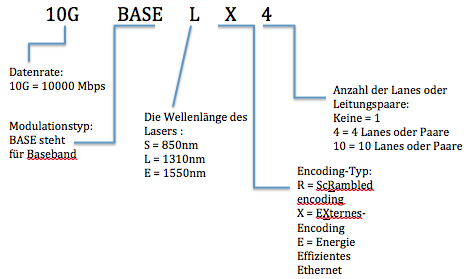 10G BASE L X 4
Datenrate:
10G = 10000 Mbps
Modulationstyp:
BASE steht
für Baseband
Die Wellenlänge des
Lasers :
S = 850nm
L = 1310nm
E = 1550nm
Anzahl der Lanes oder
Leitungspaare:
Keine = 1
4 = 4 Lanes oder Paare
10 = 10 Lanes oder Paare
Encoding-Typ:
R = ScRambled
encoding
X = EXternes-
Encoding
E = Energie
Effizientes
Ethernet